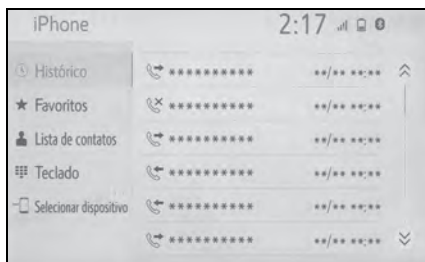 iPhone 2:17
Histórico ********** **/** **:**
Favoritos ********** **/** **:**
Lista de contatos ********** **/** **:**
Teclado ********** **/** **:**
Selecionar dispositivo ********** **/** **:**
********** **/** **:**